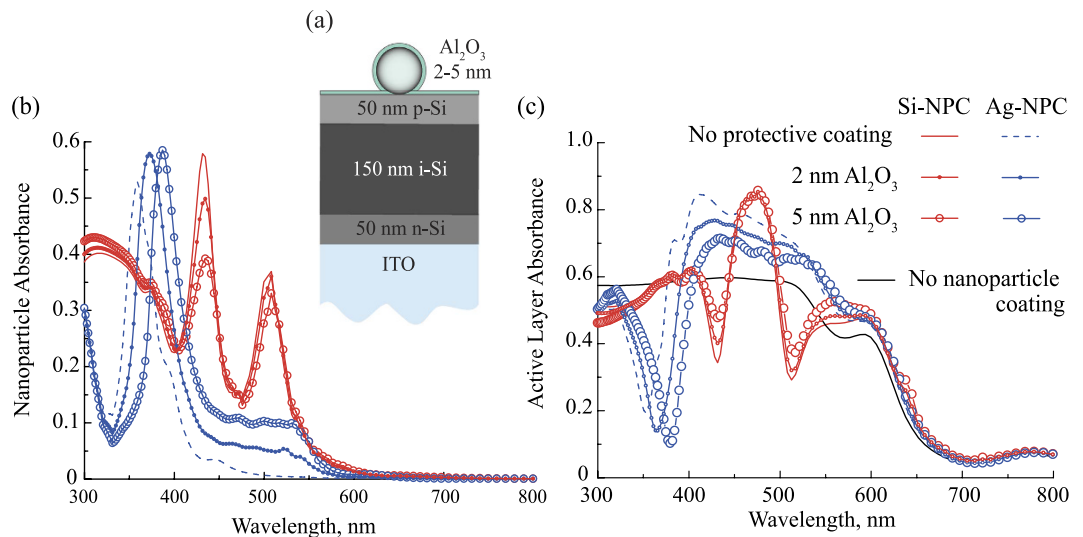 (a)
Al2O3
2-5 nm
50 nm p-Si
150 nm i-Si
50 nm n-Si
ITO
(b)
0.6
0.5
0.4
0.3
0.2
0.1
0
Nanoparticle Absorbance
300 400 500 600 700 800
Wavelength, nm
(c)
Si-NPC Ag-NPC
No protective coating
2 nm Al2O3
5 nm Al2O3
No nanoparticle
coating
1.0
0.8
0.6
0.4
0.2
0
Active Layer Absorbance
300 400 500 600 700 800
Wavelength, nm